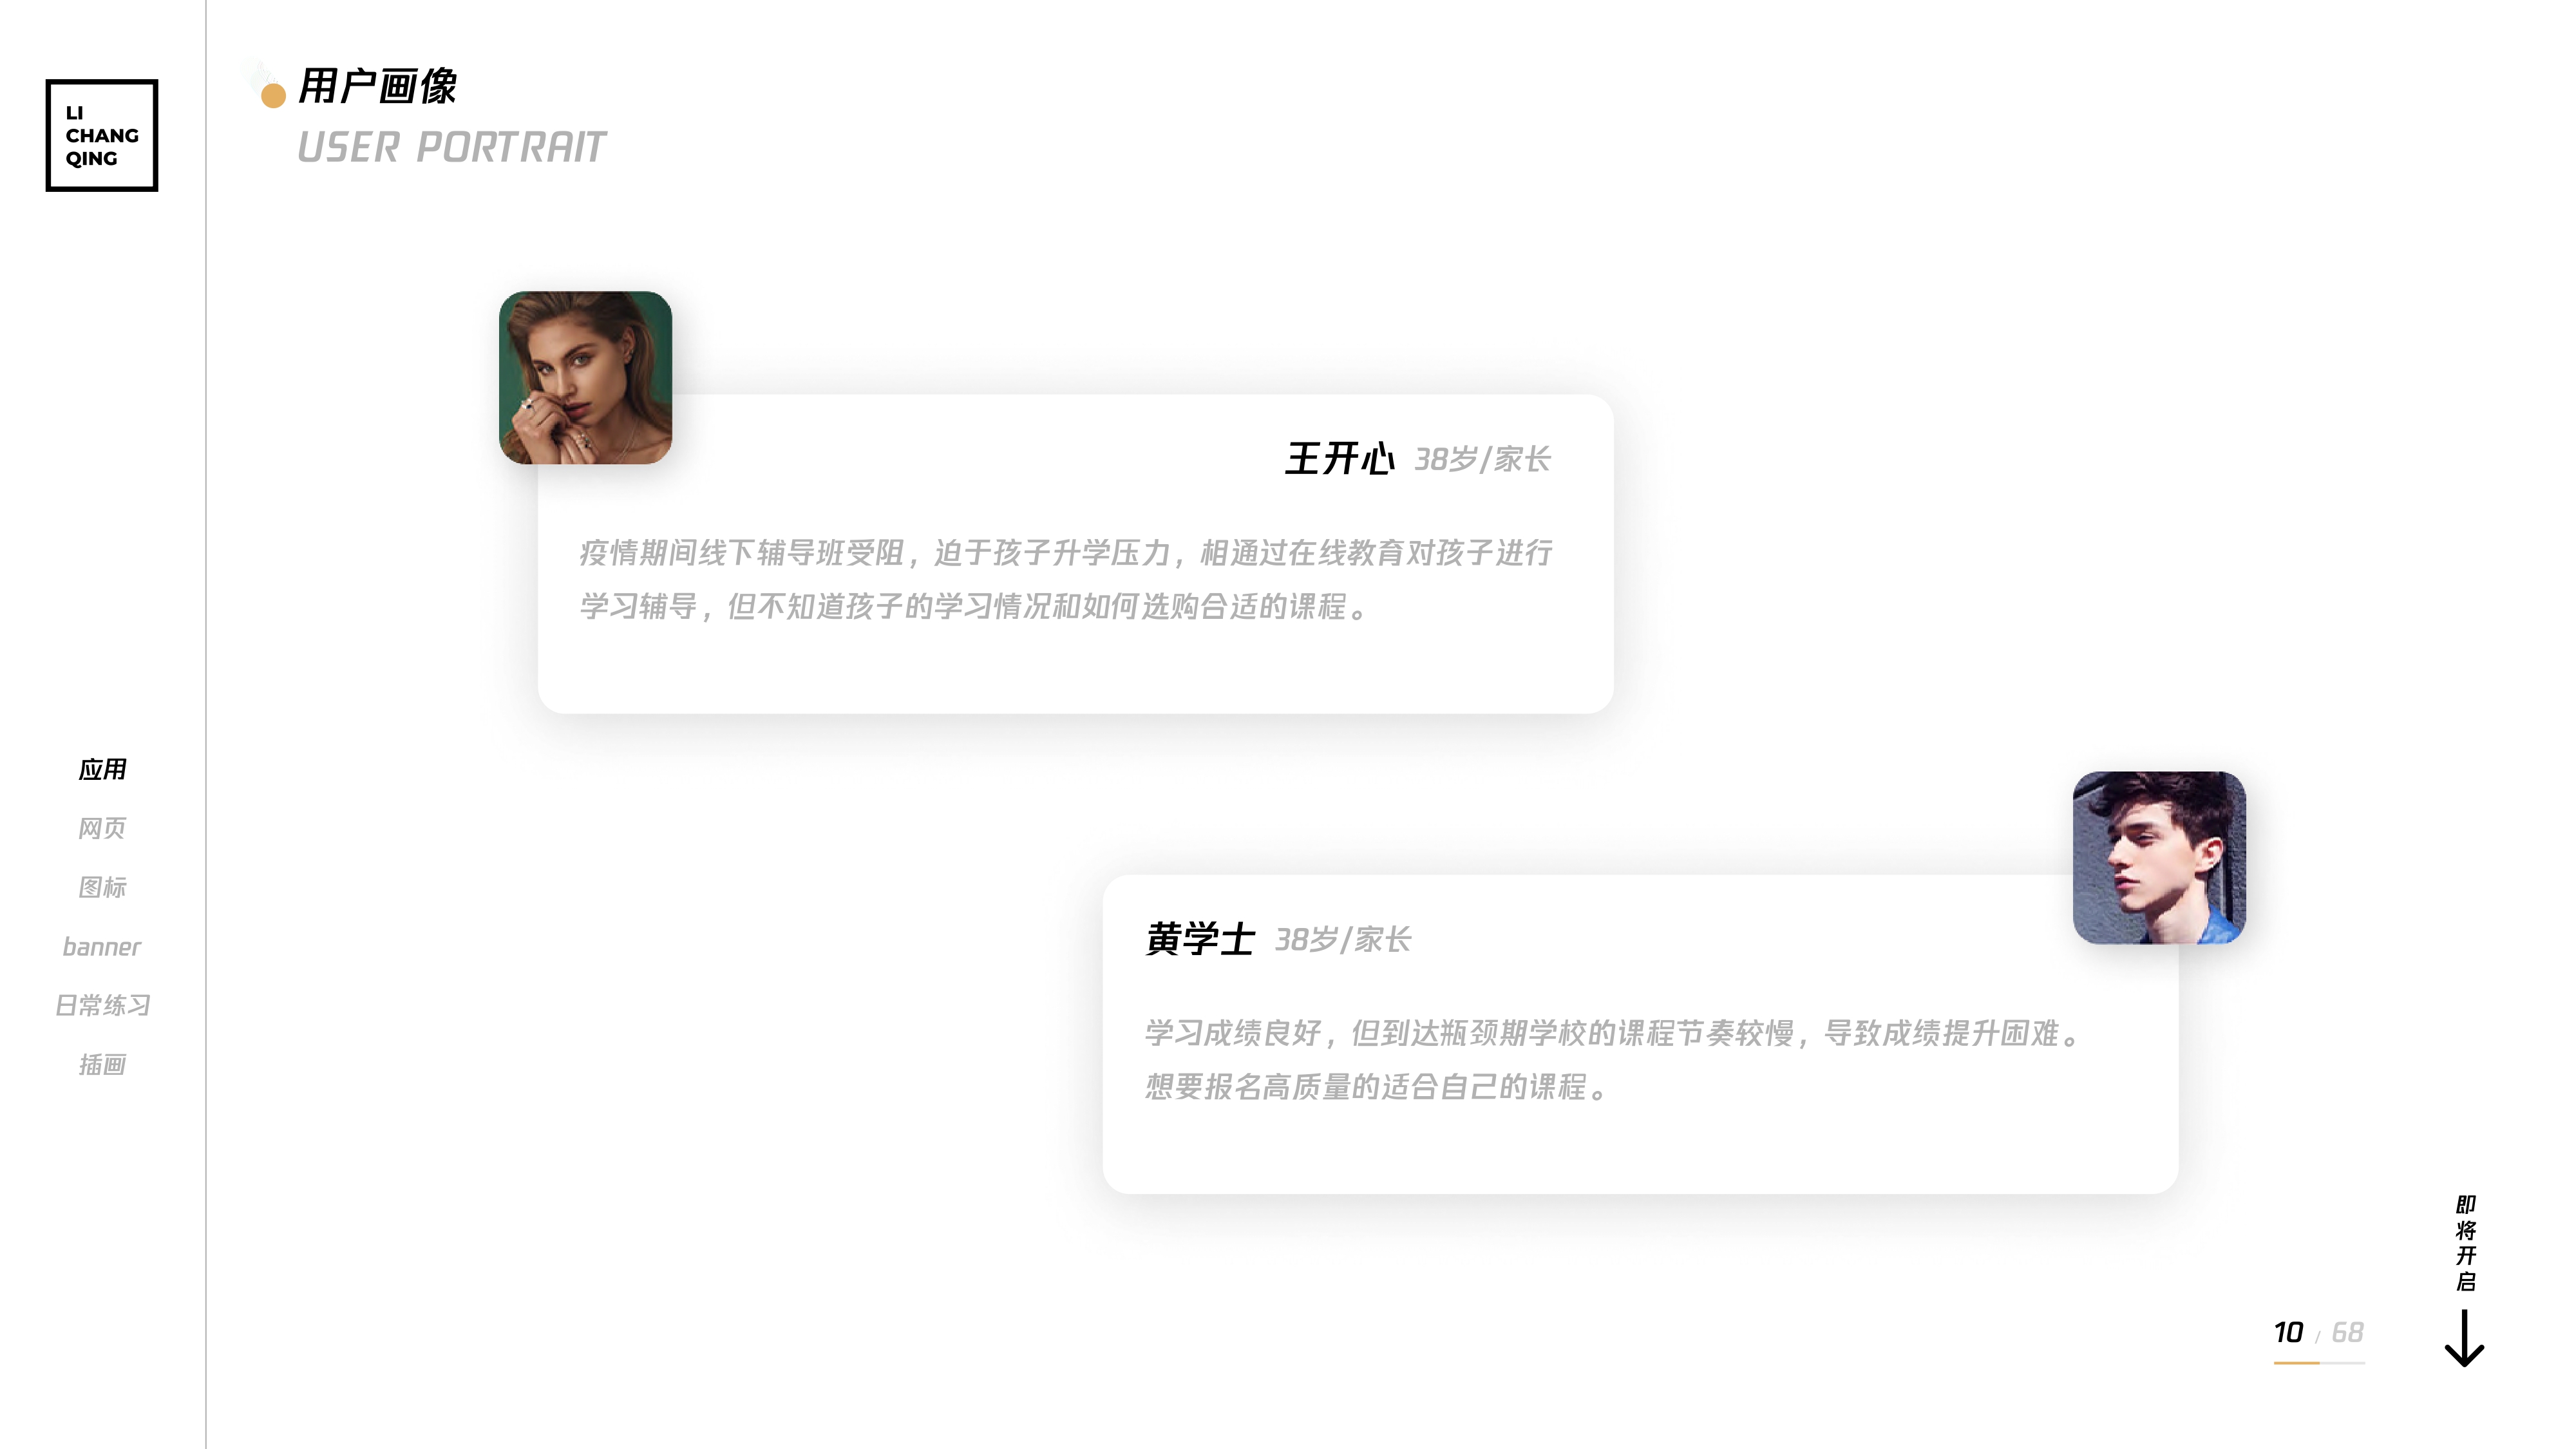 LI
CHANG
QING
用户画像
USER PORTRAIT
王开心 38岁/家长
疫情期间线下辅导班受阻，迫于孩子升学压力，相通过在线教育对孩子进行
学习辅导，但不知道孩子的学习情况和如何选购合适的课程。
应用
网页
图标
banner
日常练习
插画
黄学士 38岁/家长
学习成绩良好，但到达瓶颈期学校的课程节奏较慢，导致成绩提升困难。
想要报名高质量的适合自己的课程。
即将开启
10 / 68